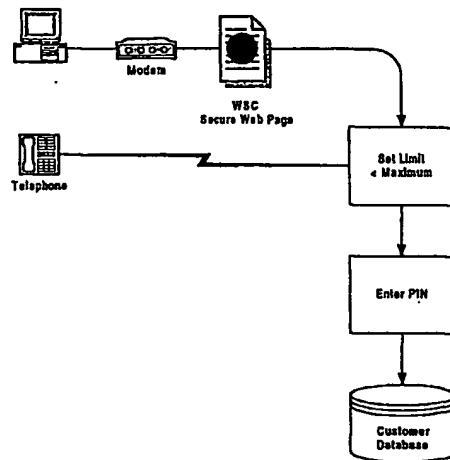 Modem
WSC
Secure Web Page
Telephone
Set Limit
< Maximum
Enter PIN
Customer
Database